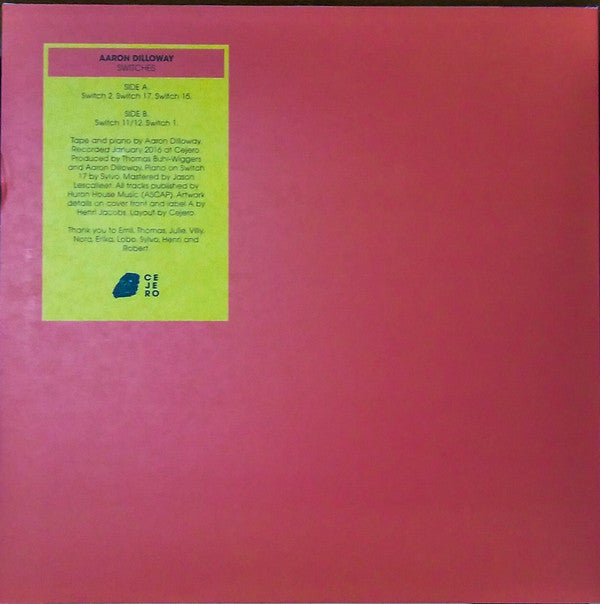 AARON DILLOWAY
SWITCHES
SIDE A
Switch 2, Switch 17, Switch 16.
SIDE B
Switch 11/12, Switch 1.
Tape and piano by Aaron Dilloway.
Recorded January 2016 at Cejero.
Produced by Thomas Buhl-Wiggers
and Aaron Dilloway. Piano on Switch
17 by Sylvo. Mastered by Jason
Lescalleet. All tracks published by
Huron House Music (ASCAP). Artwork
details on cover front and label A by
Henri Jacobs. Layout by Cejero.
Thank you to Emil, Thomas, Julie, Villy,
Nora, Erika, Lobo, Sylvo, Henri and
Robert.
CE
JE
RO